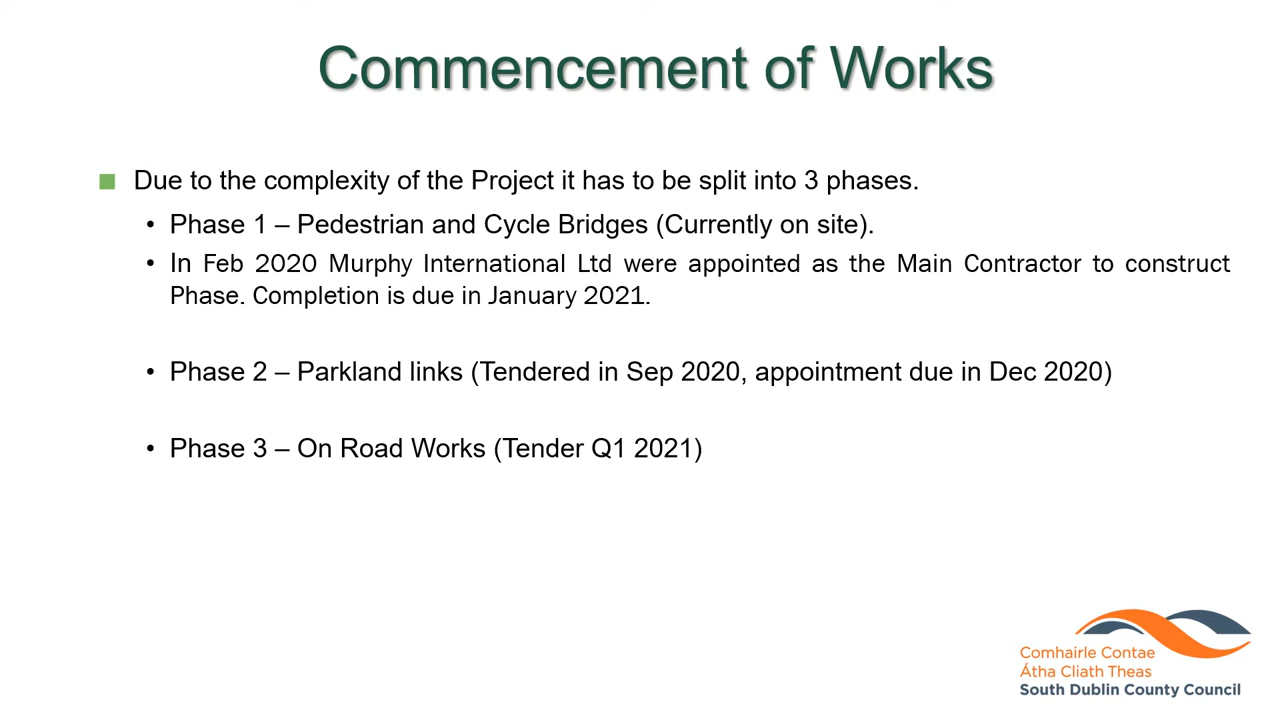 Commencement of Works
Due to the complexity of the Project it has to be split into 3 phases.
• Phase 1 – Pedestrian and Cycle Bridges (Currently on site).
• In Feb 2020 Murphy International Ltd were appointed as the Main Contractor to construct
Phase. Completion is due in January 2021.
• Phase 2 – Parkland links (Tendered in Sep 2020, appointment due in Dec 2020)
• Phase 3 – On Road Works (Tender Q1 2021)
Comhairle Contae
Átha Cliath Theas
South Dublin County Council